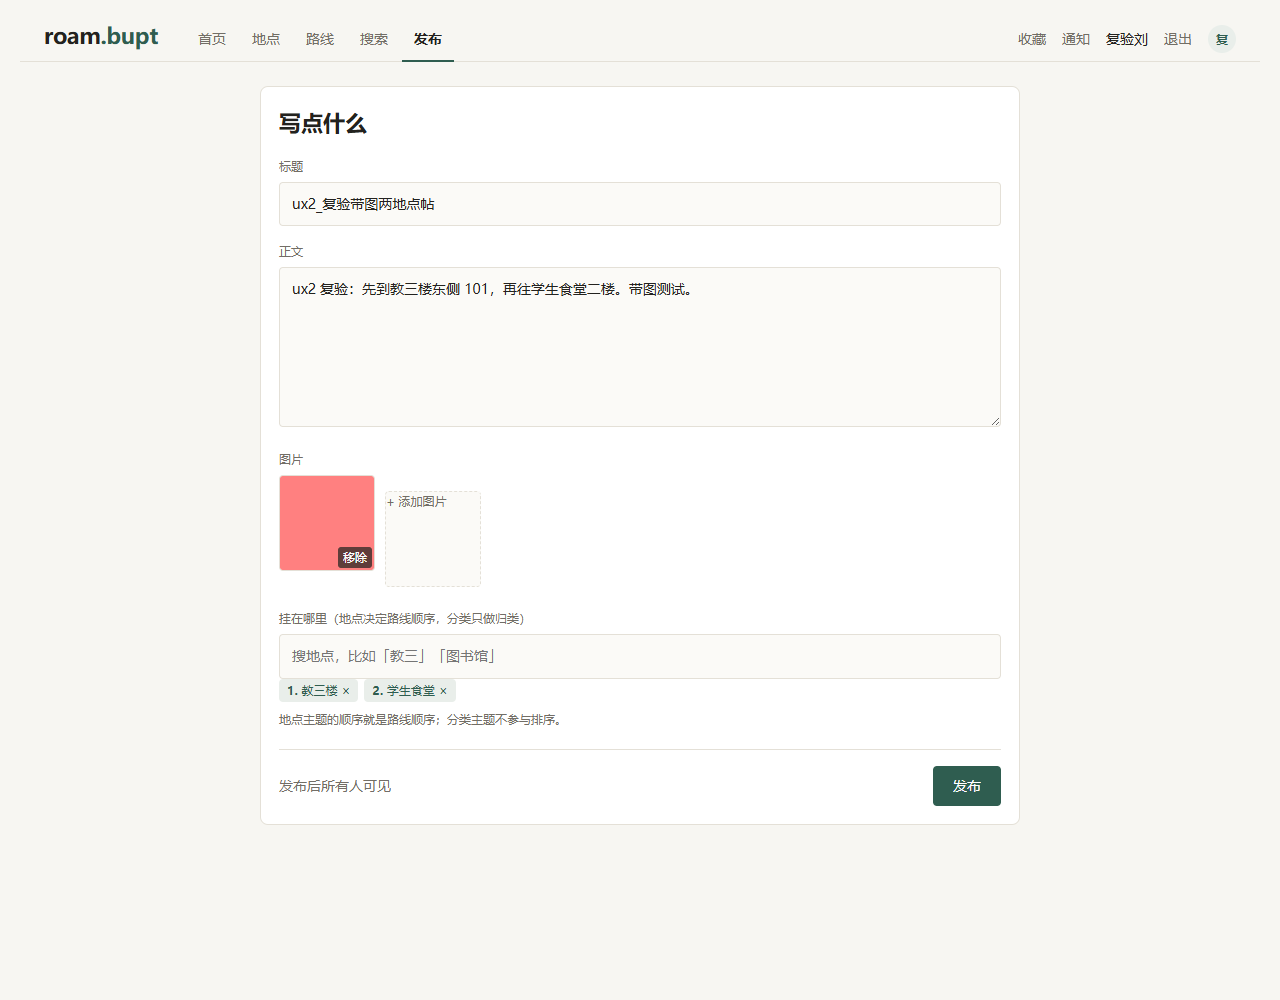 roam.bupt 首页 地点 路线 搜索 发布 收藏 通知 复验刘 退出 复
写点什么
标题
ux2_复验带图两地点帖
正文
ux2 复验：先到教三楼东侧 101，再往学生食堂二楼。带图测试。
图片
移除
+ 添加图片
挂在哪里（地点决定路线顺序，分类只做归类）
搜地点，比如「教三」「图书馆」
1. 教三楼 × 2. 学生食堂 ×
地点主题的顺序就是路线顺序；分类主题不参与排序。
发布后所有人可见 发布